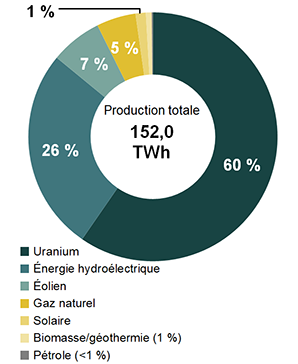 1 %
5 %
7 %
26 %
60 %
Production totale
152,0
TWh
Uranium
Énergie hydroélectrique
Éolien
Gaz naturel
Solaire
Biomasse/géothermie (1 %)
Pétrole (<1 %)